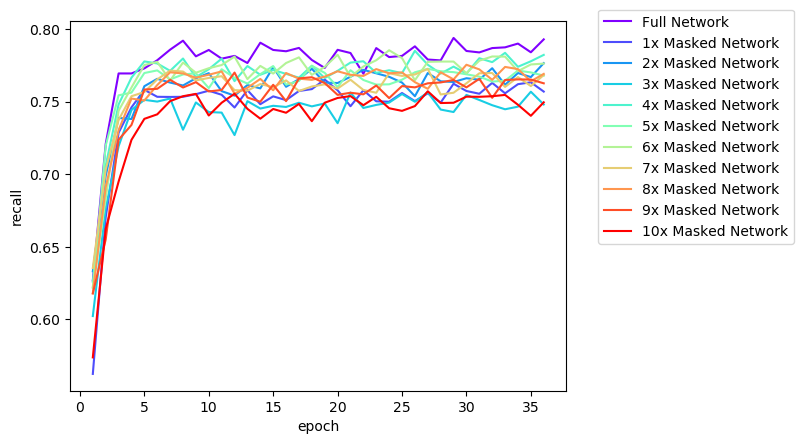 0.80
0.75
0.70
0.65
0.60
recall
0 5 10 15 20 25 30 35
epoch
Full Network
1x Masked Network
2x Masked Network
3x Masked Network
4x Masked Network
5x Masked Network
6x Masked Network
7x Masked Network
8x Masked Network
9x Masked Network
10x Masked Network